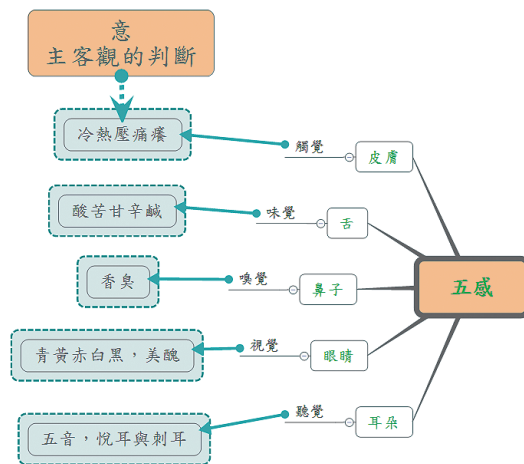 意
主客觀的判斷
冷熱壓痛癢
觸覺
皮膚
酸苦甘辛鹹
味覺
舌
香臭
嗅覺
鼻子
五感
青黃赤白黑,美醜
視覺
眼睛
五音,悅耳與刺耳
聽覺
耳朵